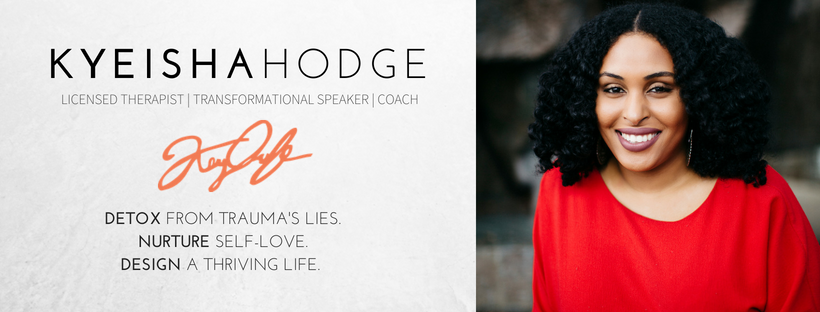 KYEISHAHODGE
LICENSED THERAPIST | TRANSFORMATIONAL SPEAKER | COACH
DETOX FROM TRAUMA'S LIES.
NURTURE SELF-LOVE.
DESIGN A THRIVING LIFE.